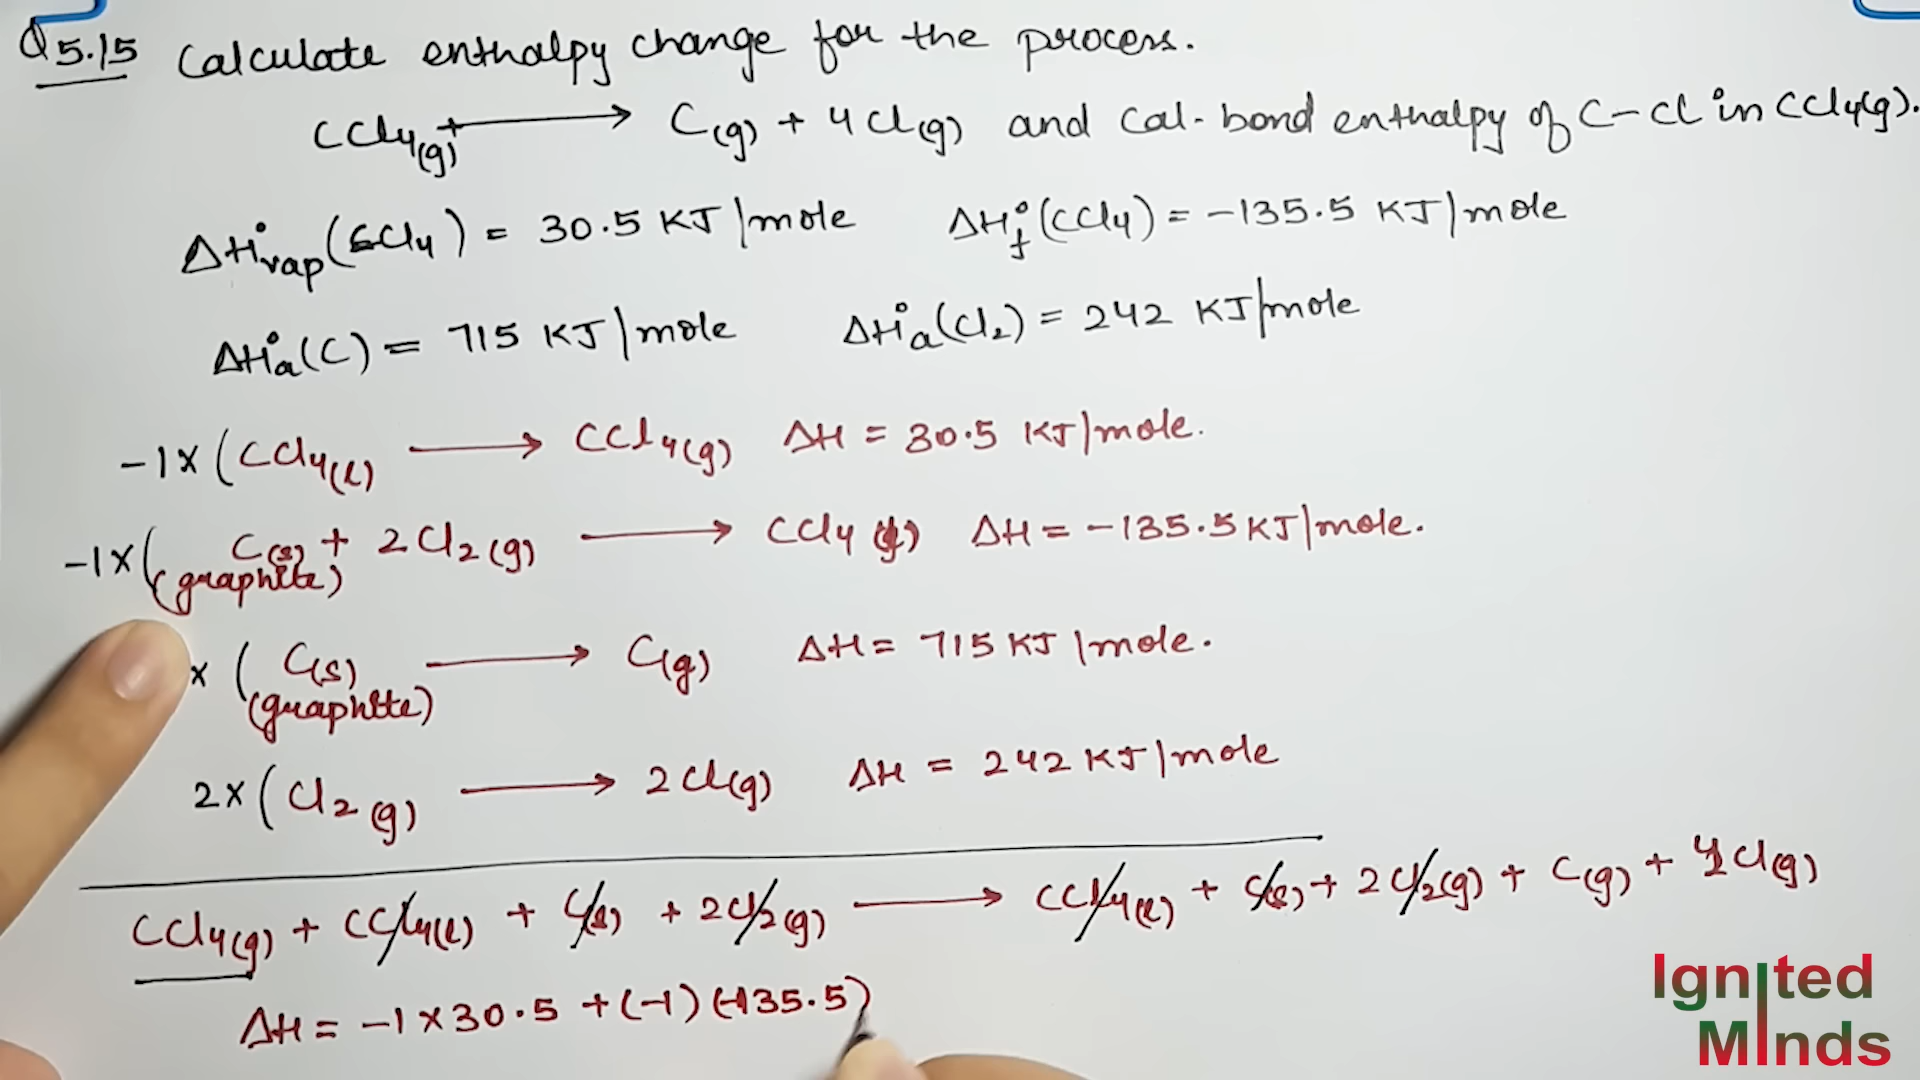 Q5.15 Calculate enthalpy change for the process.
CCl4(g) ⟶ C(g) + 4Cl(g) and Cal. bond enthalpy of C-Cl in CCl4(g).
ΔH°vap(CCl4) = 30.5 KJ/mole ΔH°f(CCl4) = -135.5 KJ/mole
ΔH°a(C) = 715 KJ/mole ΔH°a(Cl2) = 242 KJ/mole
-1x(CCl4(l) ⟶ CCl4(g) ΔH = 30.5 KJ/mole.
-1x( C(s) + 2Cl2(g) ⟶ CCl4(l) ΔH = -135.5 KJ/mole.
(graphite)
x ( C(s) ⟶ C(g) ΔH = 715 KJ/mole.
(graphite)
2x (Cl2(g) ⟶ 2Cl(g) ΔH = 242 KJ/mole
CCl4(g) + CCl4(l) + C(s) + 2Cl2(g) ⟶ CCl4(l) + C(s) + 2Cl2(g) + C(g) + 4Cl(g)
ΔH = -1 x 30.5 + (-1) (-135.5)
Ignited
Minds